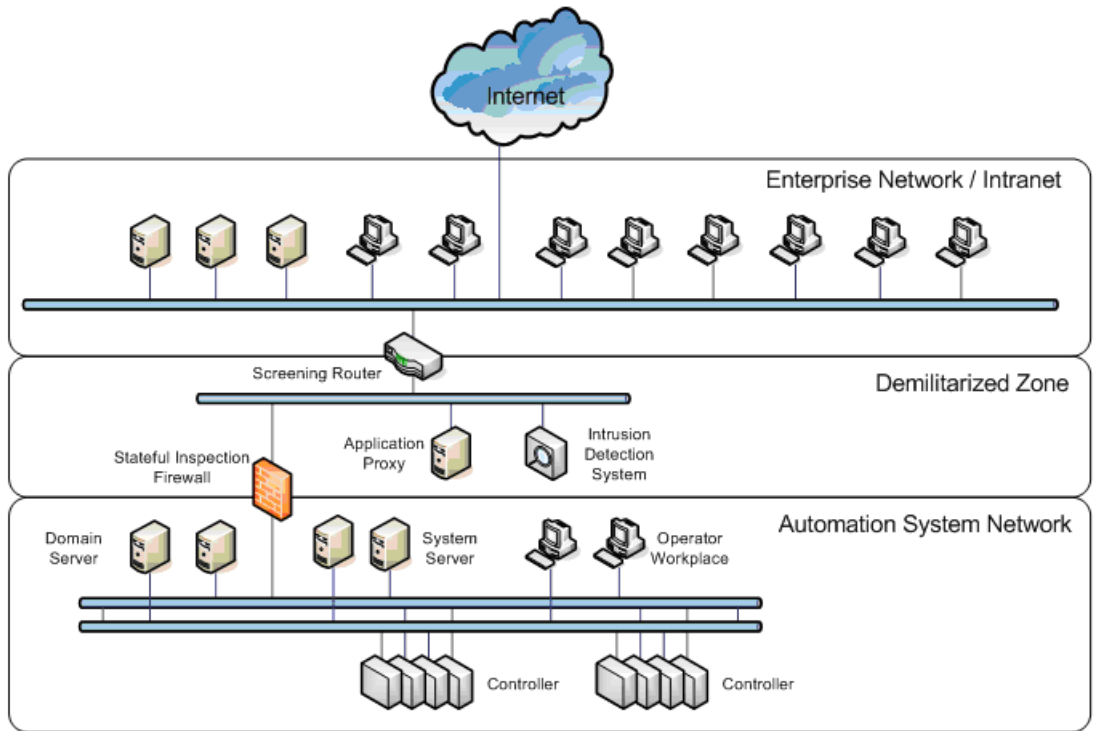 Internet
Enterprise Network / Intranet
Screening Router
Demilitarized Zone
Stateful Inspection
Firewall
Application
Proxy
Intrusion
Detection
System
Automation System Network
Domain
Server
System
Server
Operator
Workplace
Controller
Controller